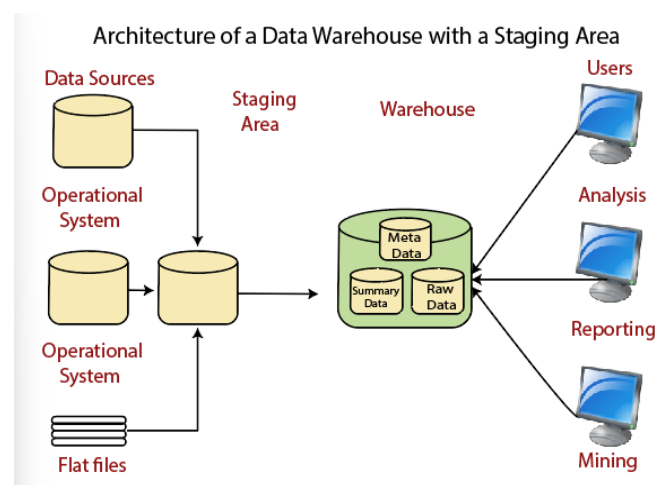 Architecture of a Data Warehouse with a Staging Area
Data Sources
Staging
Area
Warehouse
Users
Operational
System
Analysis
Meta
Data
Summary
Data
Raw
Data
Operational
System
Reporting
Flat files
Mining